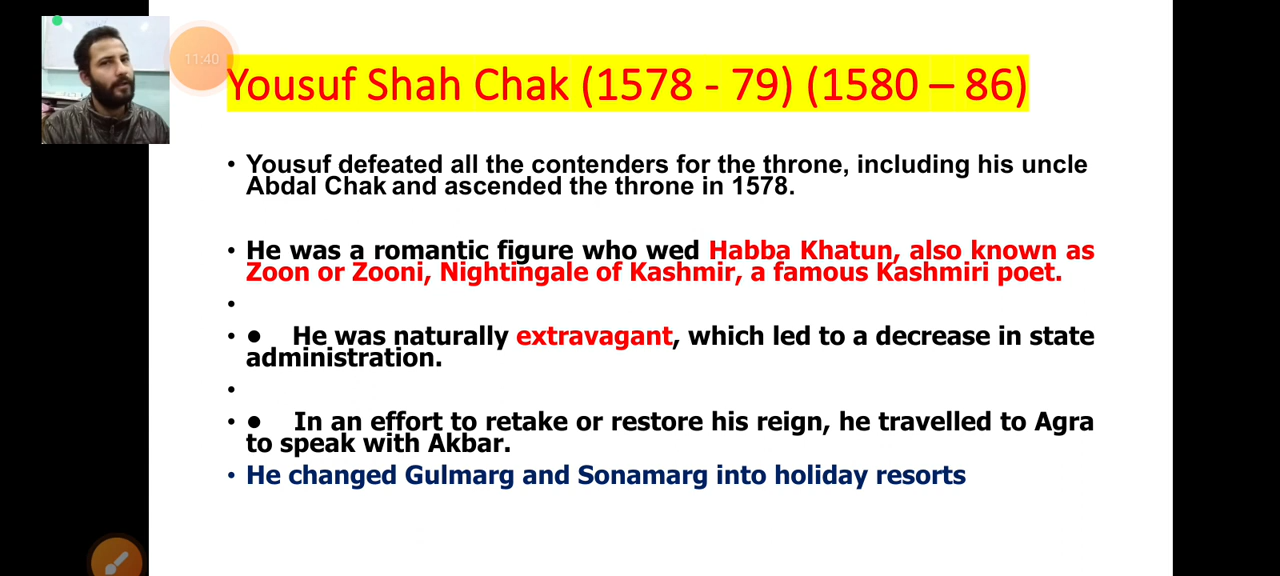 11:40
Yousuf Shah Chak (1578 - 79) (1580 – 86)
• Yousuf defeated all the contenders for the throne, including his uncle
Abdal Chak and ascended the throne in 1578.
• He was a romantic figure who wed Habba Khatun, also known as
Zoon or Zooni, Nightingale of Kashmir, a famous Kashmiri poet.
•
• ● He was naturally extravagant, which led to a decrease in state
administration.
•
• ● In an effort to retake or restore his reign, he travelled to Agra
to speak with Akbar.
• He changed Gulmarg and Sonamarg into holiday resorts